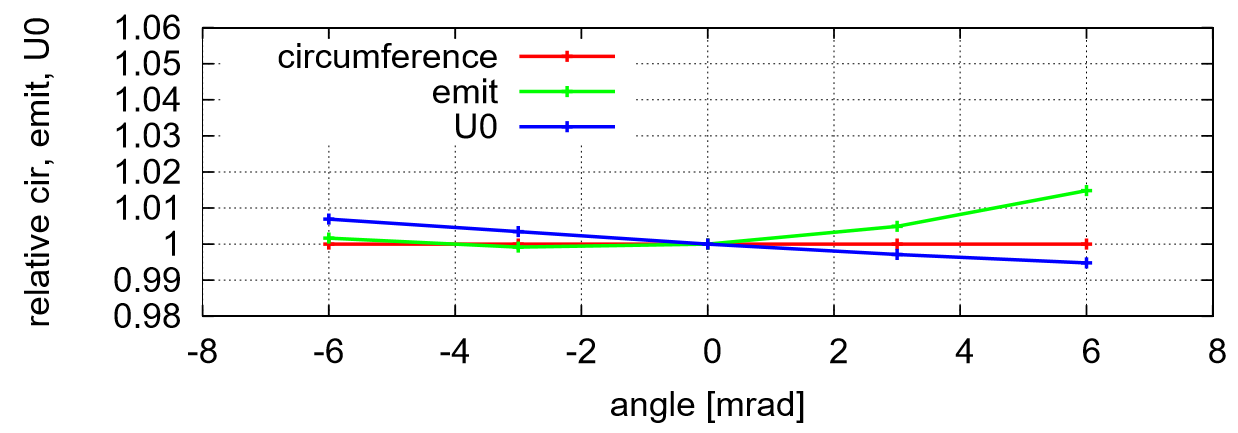 relative cir, emit, U0
1.06
1.05
1.04
1.03
1.02
1.01
1
0.99
0.98
circumference
emit
U0
-8 -6 -4 -2 0 2 4 6 8
angle [mrad]